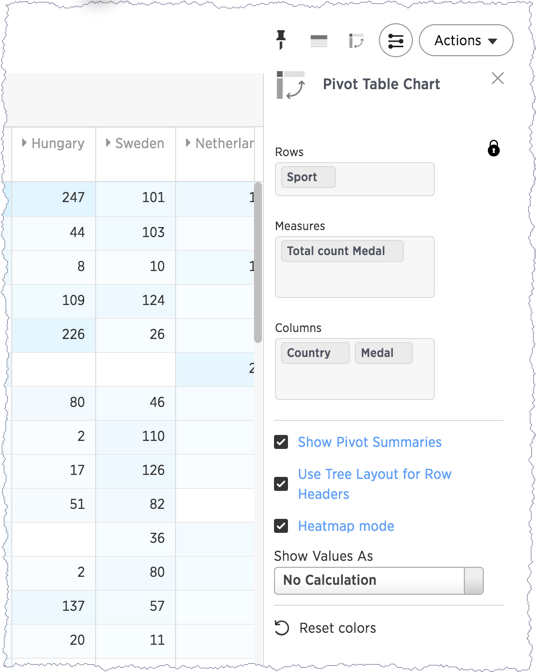 Actions
Pivot Table Chart
Hungary Sweden Netherlar
Rows
Sport
Measures
Total count Medal
Columns
Country Medal
Show Pivot Summaries
Use Tree Layout for Row
Headers
Heatmap mode
Show Values As
No Calculation
Reset colors
247 101 1
44 103
8 10 1
109 124
226 26
2
80 46
2 110
17 126
51 82
36
2 80
137 57
20 11